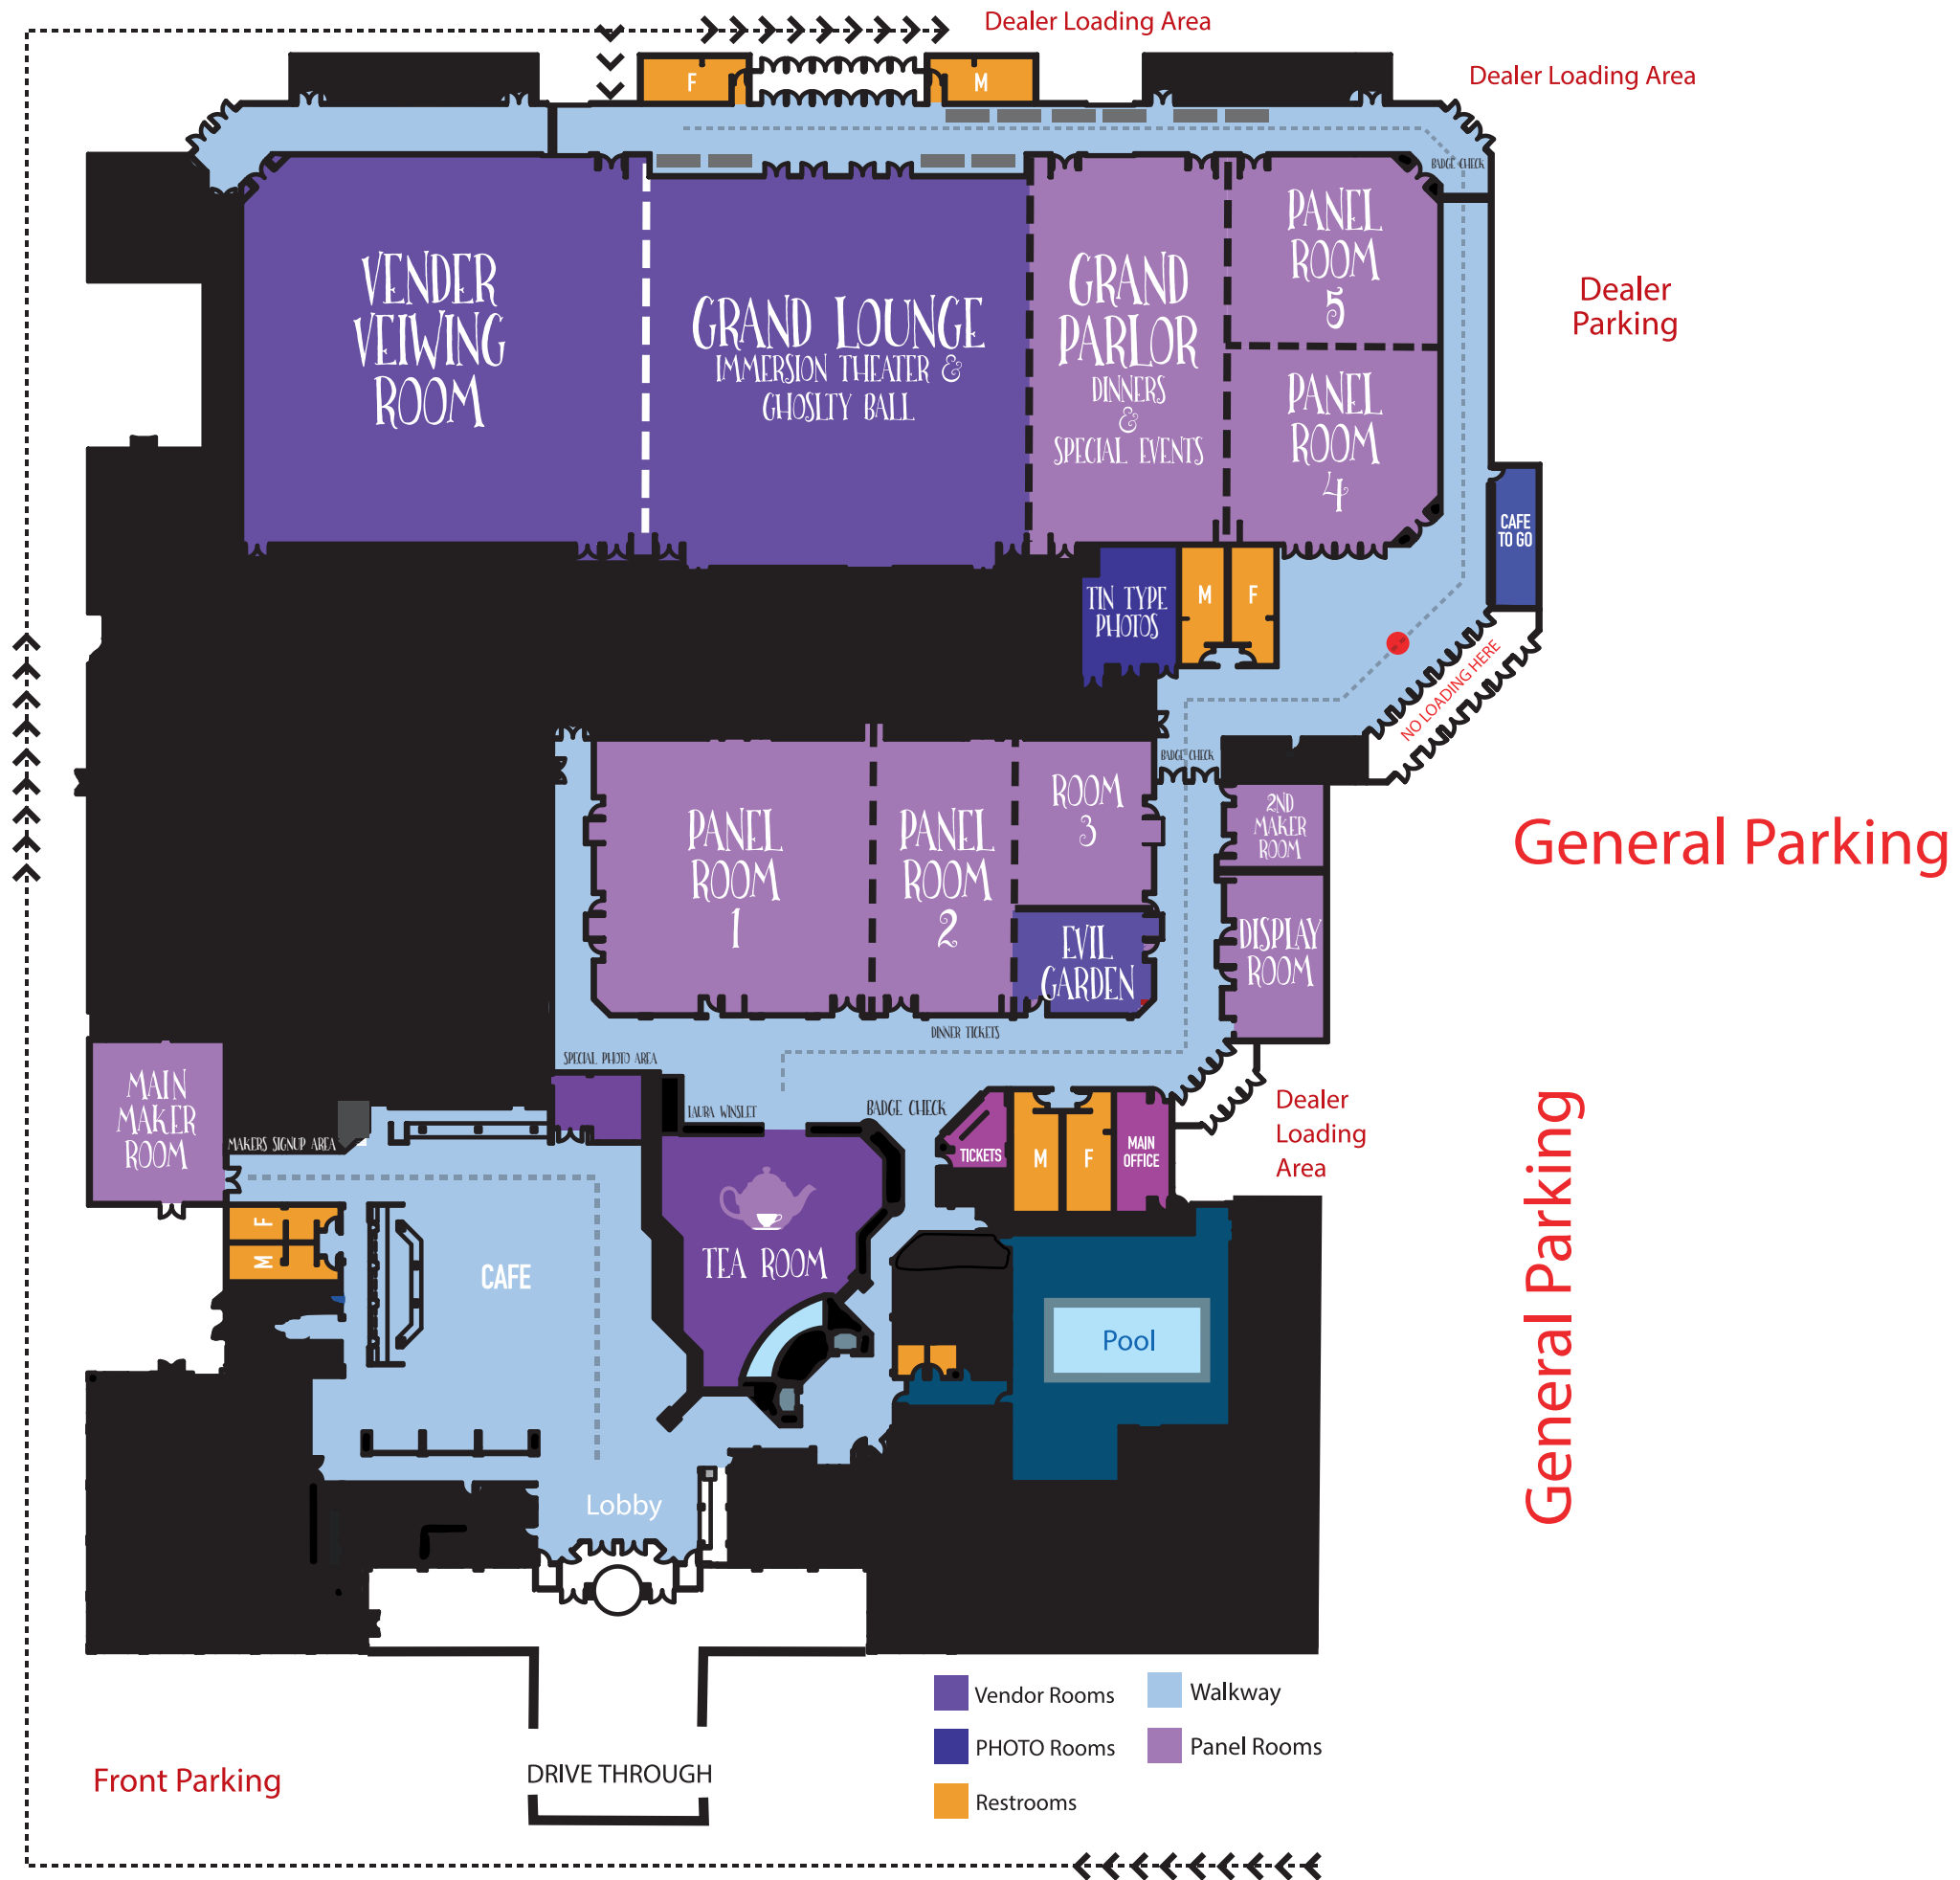 Dealer Loading Area
Dealer Loading Area
F
M
BADGE CHECK
VENDER
VEIWING
ROOM
GRAND LOUNGE
IMMERSION THEATER &
GHOSLTY BALL
GRAND
PARLOR
DINNERS
&
SPECIAL EVENTS
PANEL
ROOM
5
PANEL
ROOM
4
Dealer
Parking
CAFE
TO GO
TIN TYPE
PHOTOS
M
F
NO LOADING HERE
BADGE CHECK
PANEL
ROOM
1
PANEL
ROOM
2
ROOM
3
EVIL
GARDEN
2ND
MAKER
ROOM
DISPLAY
ROOM
General Parking
DINNER TICKETS
SPECIAL PHOTO AREA
MAIN
MAKER
ROOM
MAKERS SIGNUP AREA
LAURA WINSLET
BADGE CHECK
TICKETS
M
F
MAIN
OFFICE
Dealer
Loading
Area
General Parking
F
M
CAFE
TEA ROOM
Pool
Lobby
Vendor Rooms
Walkway
PHOTO Rooms
Panel Rooms
Restrooms
Front Parking
DRIVE THROUGH